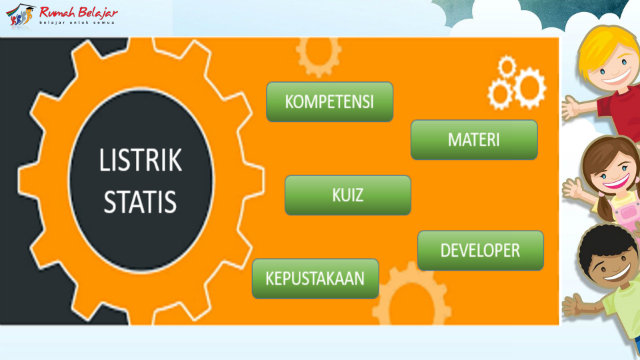 Rumah Belajar
belajar untuk semua
LISTRIK
STATIS
KOMPETENSI
MATERI
KUIZ
DEVELOPER
KEPUSTAKAAN